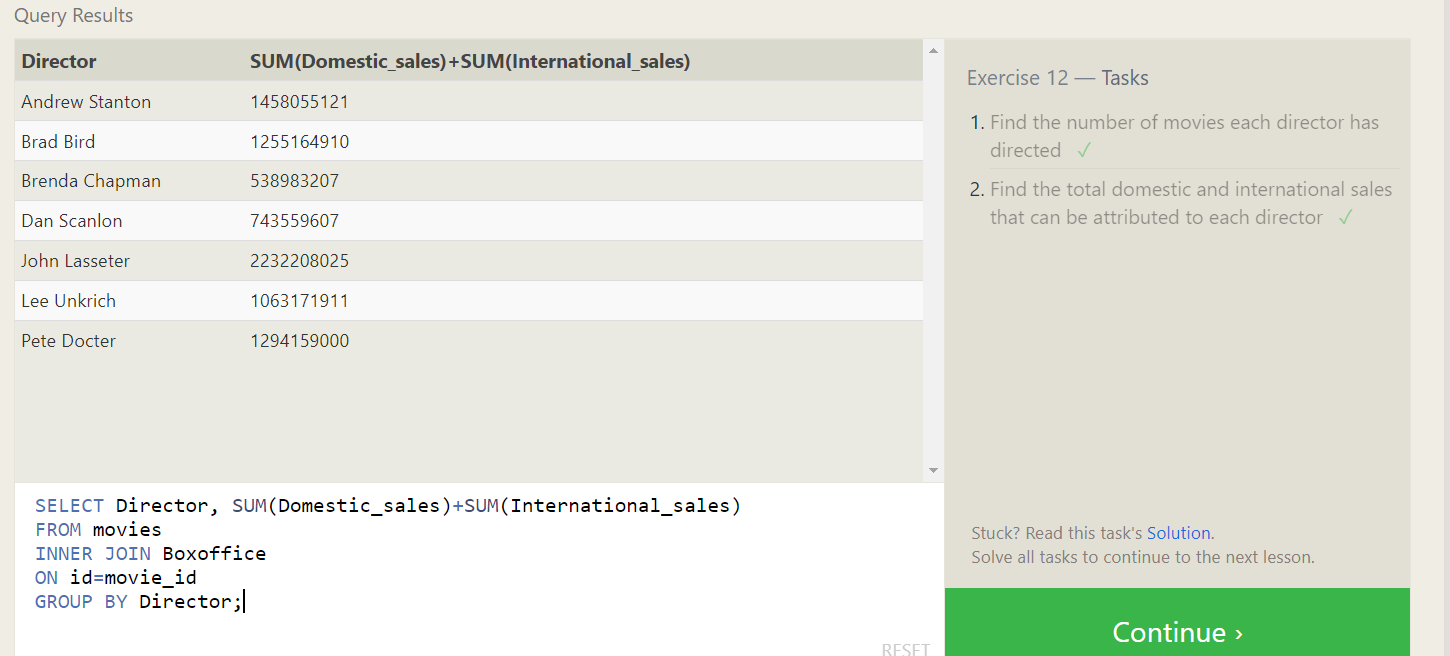 Query Results
Director SUM(Domestic_sales)+SUM(International_sales)
Andrew Stanton 1458055121
Brad Bird 1255164910
Brenda Chapman 538983207
Dan Scanlon 743559607
John Lasseter 2232208025
Lee Unkrich 1063171911
Pete Docter 1294159000
SELECT Director, SUM(Domestic_sales)+SUM(International_sales)
FROM movies
INNER JOIN Boxoffice
ON id=movie_id
GROUP BY Director;
RESET
Exercise 12 — Tasks
1. Find the number of movies each director has
directed ✓
2. Find the total domestic and international sales
that can be attributed to each director ✓
Stuck? Read this task's Solution.
Solve all tasks to continue to the next lesson.
Continue ›